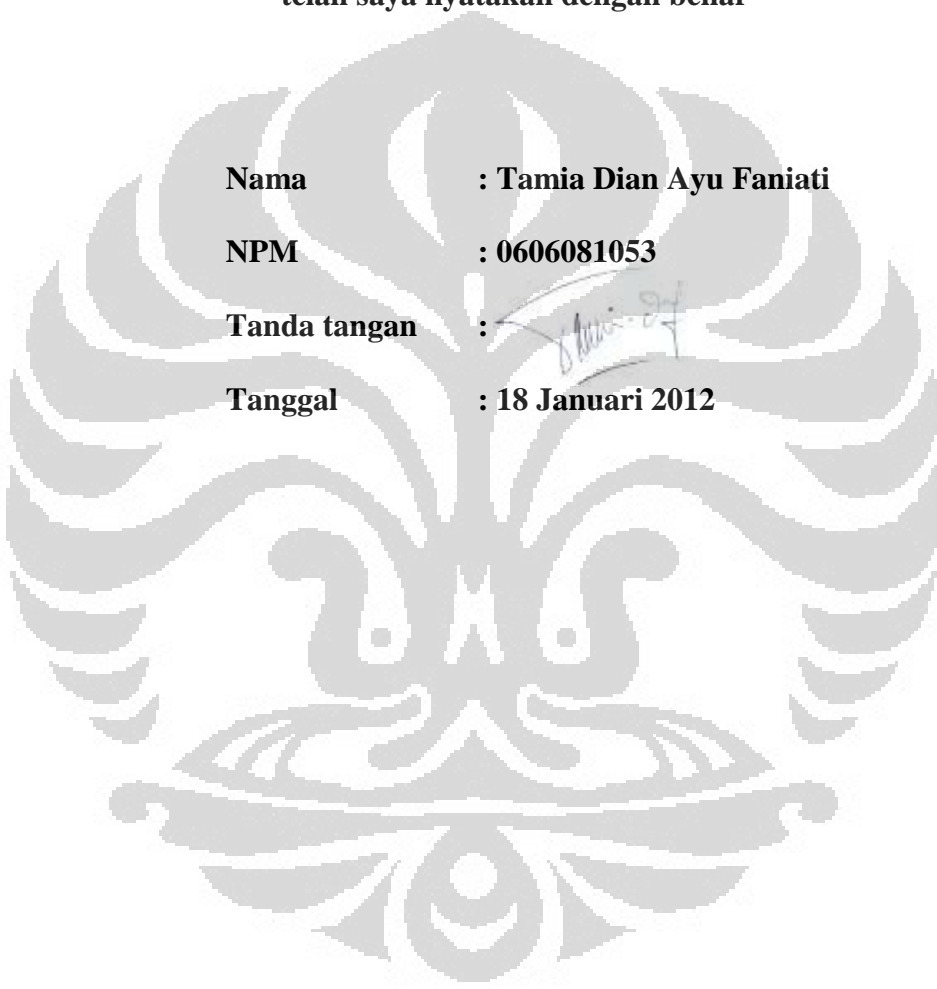 telah saya nyatakan dengan benar
Nama : Tamia Dian Ayu Faniati
NPM : 0606081053
Tanda tangan :
Tanggal : 18 Januari 2012